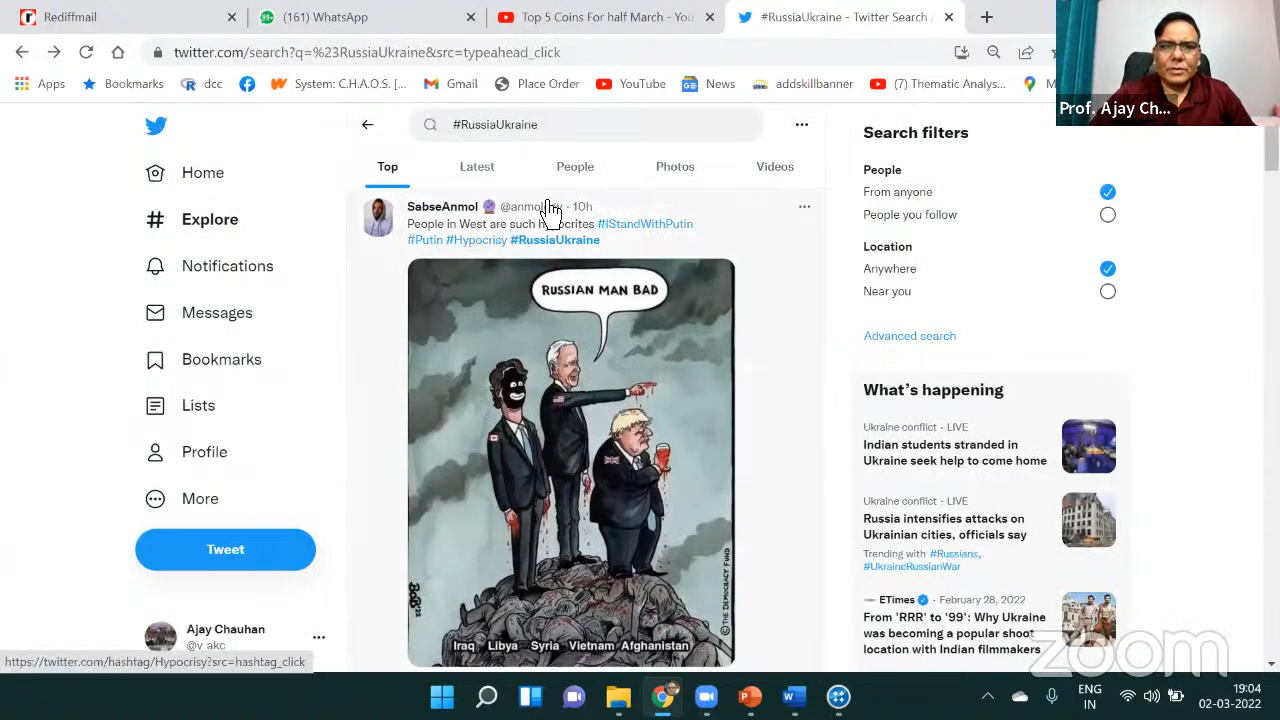 Rediffmail
(161) WhatsApp
Top 5 Coins For half March - You
#RussiaUkraine - Twitter Search /
twitter.com/search?q=%23RussiaUkraine&src=typeahead_click
Apps
Bookmarks
dcc
System: C.H.A.O.S. [...
Gmail
Place Order
YouTube
News
addskillbanner
(7) Thematic Analys...
M
Prof. Ajay Ch...
#RussiaUkraine
Top
Latest
People
Photos
Videos
Home
Explore
Notifications
Messages
Bookmarks
Lists
Profile
More
Tweet
Ajay Chauhan
@v_akc
SabseAnmol
· 10h
People in West are such hypocrites #IStandWithPutin
#Putin #Hypocrisy #RussiaUkraine
RUSSIAN MAN BAD
Iraq Libya Syria Vietnam Afghanistan
© THE DEMOCRACY FUND
BOB '22
Search filters
People
From anyone
People you follow
Location
Anywhere
Near you
Advanced search
What's happening
Ukraine conflict · LIVE
Indian students stranded in
Ukraine seek help to come home
Ukraine conflict · LIVE
Russia intensifies attacks on
Ukrainian cities, officials say
Trending with #Russians,
#UkraineRussianWar
ETimes · February 28, 2022
From 'RRR' to '99': Why Ukraine
was becoming a popular shoot
location with Indian filmmakers
zoom
https://twitter.com/hashtag/Hypocrisy?src=hashtag_click
ENG
IN
19:04
02-03-2022